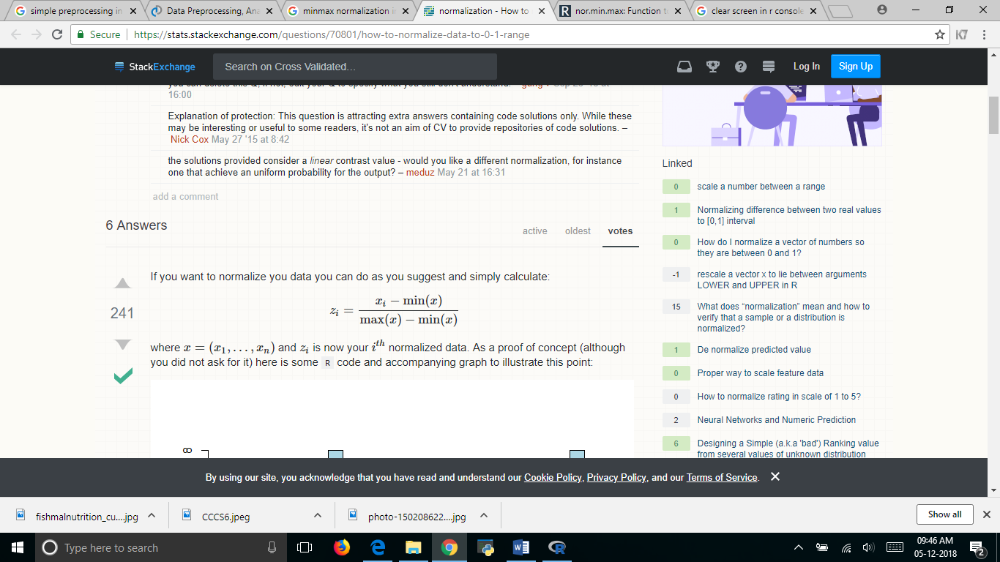 simple preprocessing in
Data Preprocessing, Ana
minmax normalization i
normalization - How to
nor.min.max: Function t
clear screen in r console
Secure
https://stats.stackexchange.com/questions/70801/how-to-normalize-data-to-0-1-range
StackExchange
Search on Cross Validated...
Log In
Sign Up
16:00
Explanation of protection: This question is attracting extra answers containing code solutions only. While these
may be interesting or useful to some readers, it's not an aim of CV to provide repositories of code solutions. –
Nick Cox May 27 '15 at 8:42
the solutions provided consider a linear contrast value - would you like a different normalization, for instance
one that achieve an uniform probability for the output? – meduz May 21 at 16:31
add a comment
6 Answers
active oldest votes
241
If you want to normalize you data you can do as you suggest and simply calculate:
zi = xi − min(x) / max(x) − min(x)
where x = (x1, . . . , xn) and zi is now your ith normalized data. As a proof of concept (although
you did not ask for it) here is some R code and accompanying graph to illustrate this point:
8
Linked
0 scale a number between a range
1 Normalizing difference between two real values
to [0,1] interval
0 How do I normalize a vector of numbers so
they are between 0 and 1?
-1 rescale a vector x to lie between arguments
LOWER and UPPER in R
15 What does “normalization” mean and how to
verify that a sample or a distribution is
normalized?
1 De normalize predicted value
0 Proper way to scale feature data
0 How to normalize rating in scale of 1 to 5?
2 Neural Networks and Numeric Prediction
6 Designing a Simple (a.k.a 'bad') Ranking value
from several values of unknown distribution
By using our site, you acknowledge that you have read and understand our Cookie Policy, Privacy Policy, and our Terms of Service.
fishmalnutrition_cu....jpg
CCCS6.jpeg
photo-150208622....jpg
Show all
Type here to search
09:46 AM
05-12-2018
2